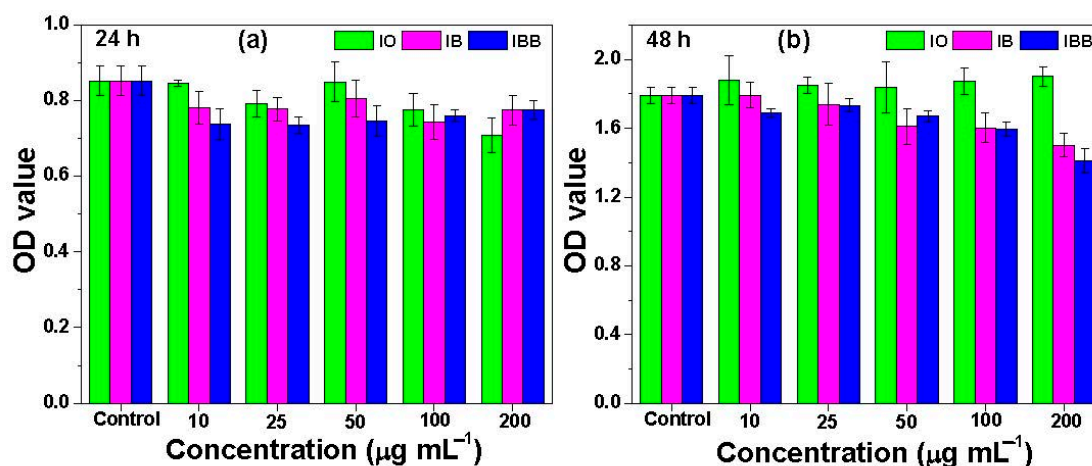 24 h
(a)
IO
IB
IBB
OD value
1.0
0.8
0.6
0.4
0.2
0.0
Control
10
25
50
100
200
Concentration (μg mL⁻¹)
48 h
(b)
IO
IB
IBB
OD value
2.0
1.6
1.2
0.8
0.4
0.0
Control
10
25
50
100
200
Concentration (μg mL⁻¹)